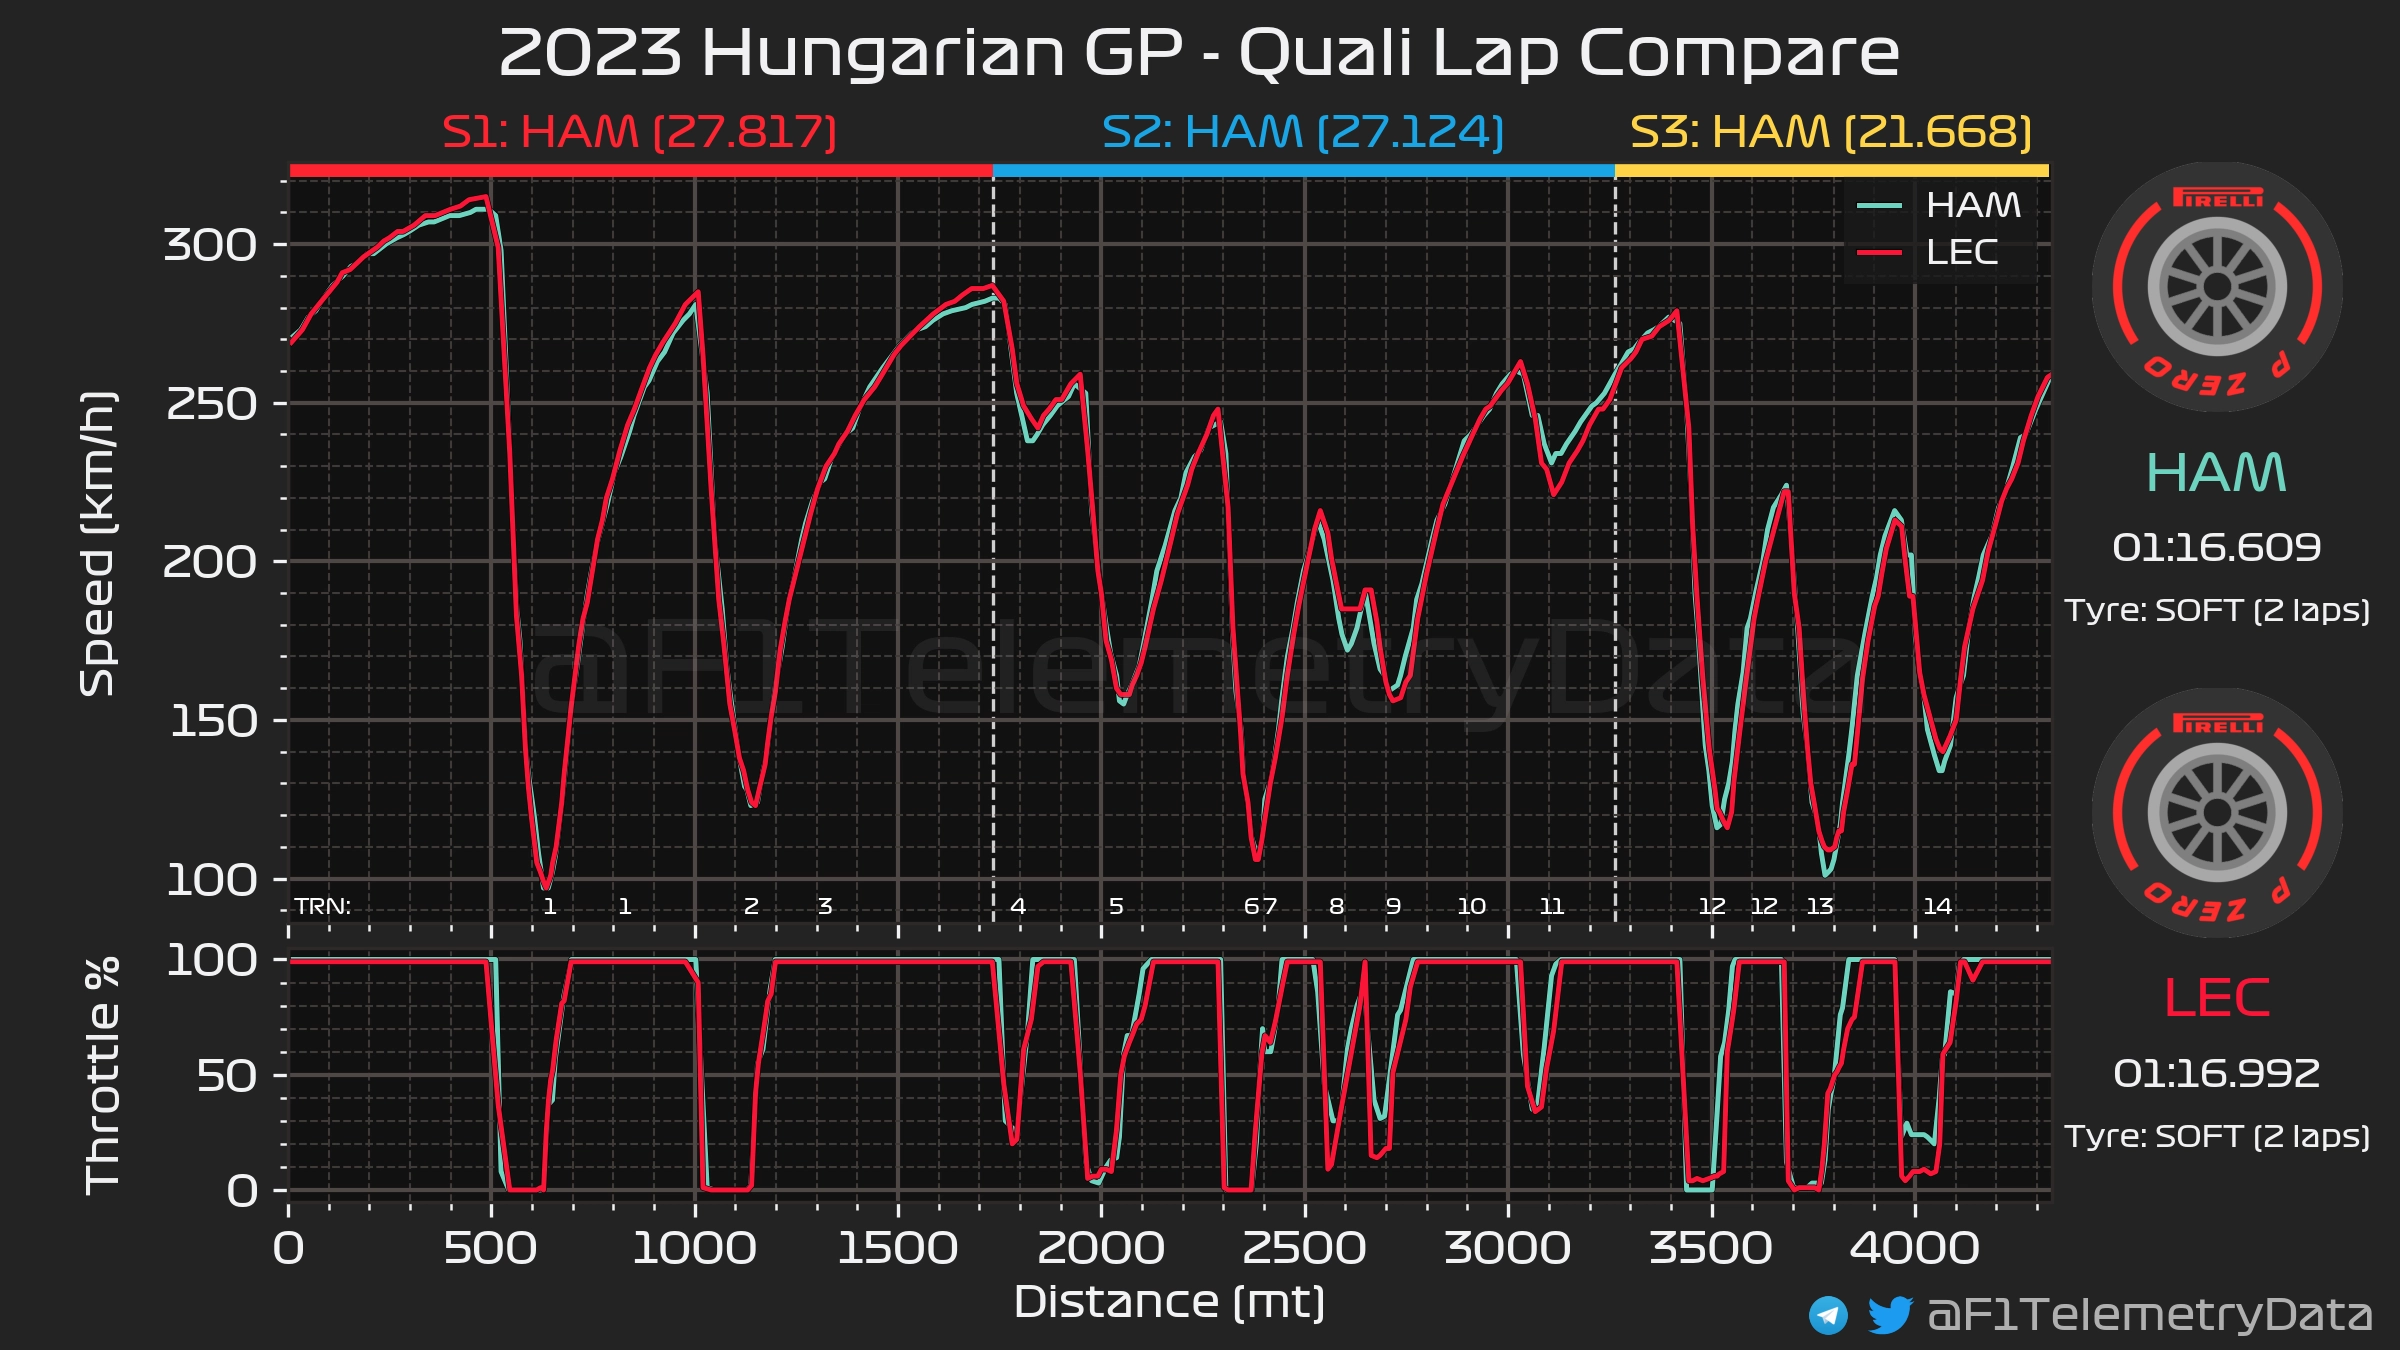 2023 Hungarian GP - Quali Lap Compare
S1: HAM (27.817)
S2: HAM (27.124)
S3: HAM (21.668)
HAM
LEC
Speed (km/h)
300
250
200
150
100
@F1TelemetryData
TRN: 1 1 2 3 4 5 6 7 8 9 10 11 12 12 13 14
Throttle %
100
50
0
0 500 1000 1500 2000 2500 3000 3500 4000
Distance (mt)
PIRELLI
P ZERO
HAM
01:16.609
Tyre: SOFT (2 laps)
PIRELLI
P ZERO
LEC
01:16.992
Tyre: SOFT (2 laps)
@F1TelemetryData